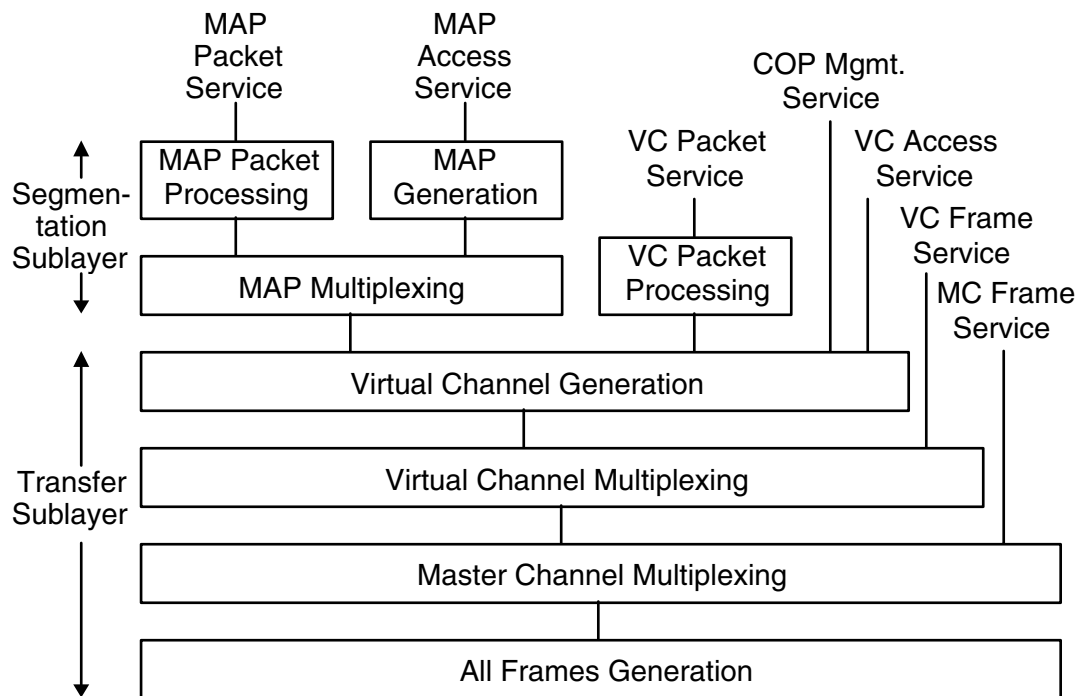 MAP
Packet
Service
MAP
Access
Service
COP Mgmt.
Service
VC Packet
Service
VC Access
Service
VC Frame
Service
MC Frame
Service
Segmen-
tation
Sublayer
MAP Packet
Processing
MAP
Generation
VC Packet
Processing
MAP Multiplexing
Transfer
Sublayer
Virtual Channel Generation
Virtual Channel Multiplexing
Master Channel Multiplexing
All Frames Generation